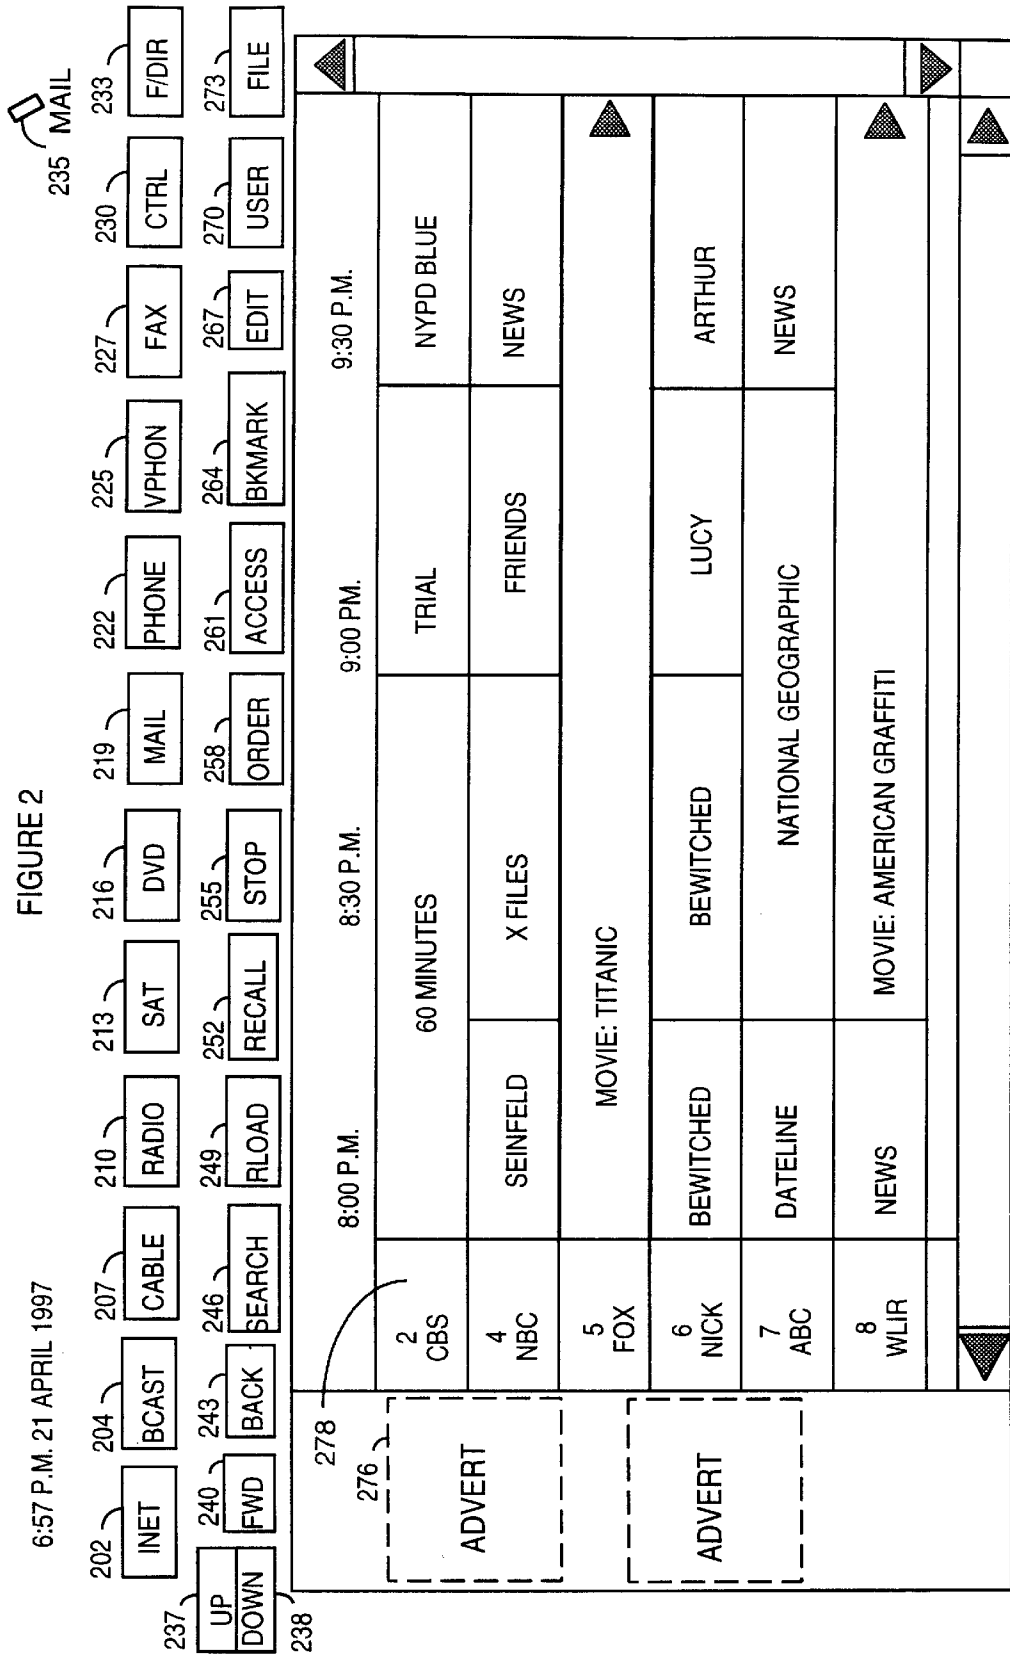 FIGURE 2
6:57 P.M. 21 APRIL 1997
235 MAIL
202 204 207 210 213 216 219 222 225 227 230 233
INET BCAST CABLE RADIO SAT DVD MAIL PHONE VPHON FAX CTRL F/DIR
237 240 243 246 249 252 255 258 261 264 267 270 273
UP
DOWN FWD BACK SEARCH RLOAD RECALL STOP ORDER ACCESS BKMARK EDIT USER FILE
238
278
8:00 P.M. 8:30 P.M. 9:00 PM. 9:30 P.M.
276
ADVERT
2
CBS
60 MINUTES TRIAL NYPD BLUE
4
NBC
SEINFELD X FILES FRIENDS NEWS
5
FOX
MOVIE: TITANIC
ADVERT
6
NICK
BEWITCHED BEWITCHED LUCY ARTHUR
7
ABC
DATELINE NATIONAL GEOGRAPHIC NEWS
8
WLIR
NEWS MOVIE: AMERICAN GRAFFITI